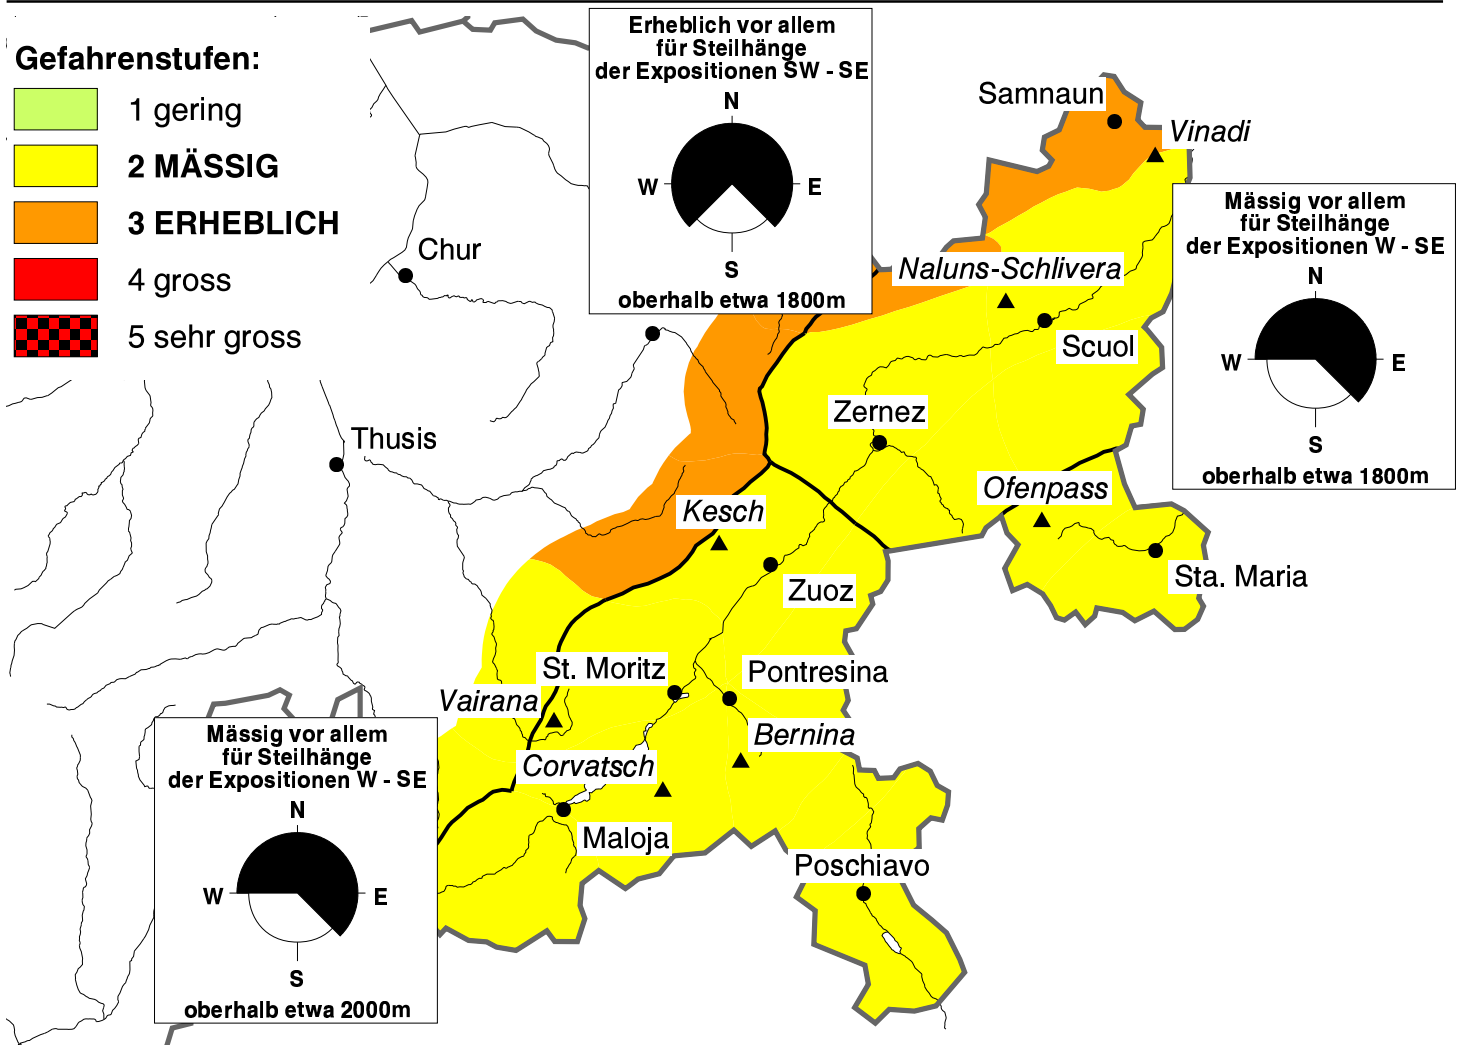 Gefahrenstufen:
1 gering
2 MÄSSIG
3 ERHEBLICH
4 gross
5 sehr gross
Erheblich vor allem
für Steilhänge
der Expositionen SW - SE
N
W
E
S
oberhalb etwa 1800m
Samnaun
Vinadi
Mässig vor allem
für Steilhänge
der Expositionen W - SE
N
W
E
S
oberhalb etwa 1800m
Chur
Naluns-Schlivera
Scuol
Zernez
Thusis
Ofenpass
Kesch
Sta. Maria
Zuoz
St. Moritz
Pontresina
Vairana
Bernina
Corvatsch
Maloja
Poschiavo
Mässig vor allem
für Steilhänge
der Expositionen W - SE
N
W
E
S
oberhalb etwa 2000m